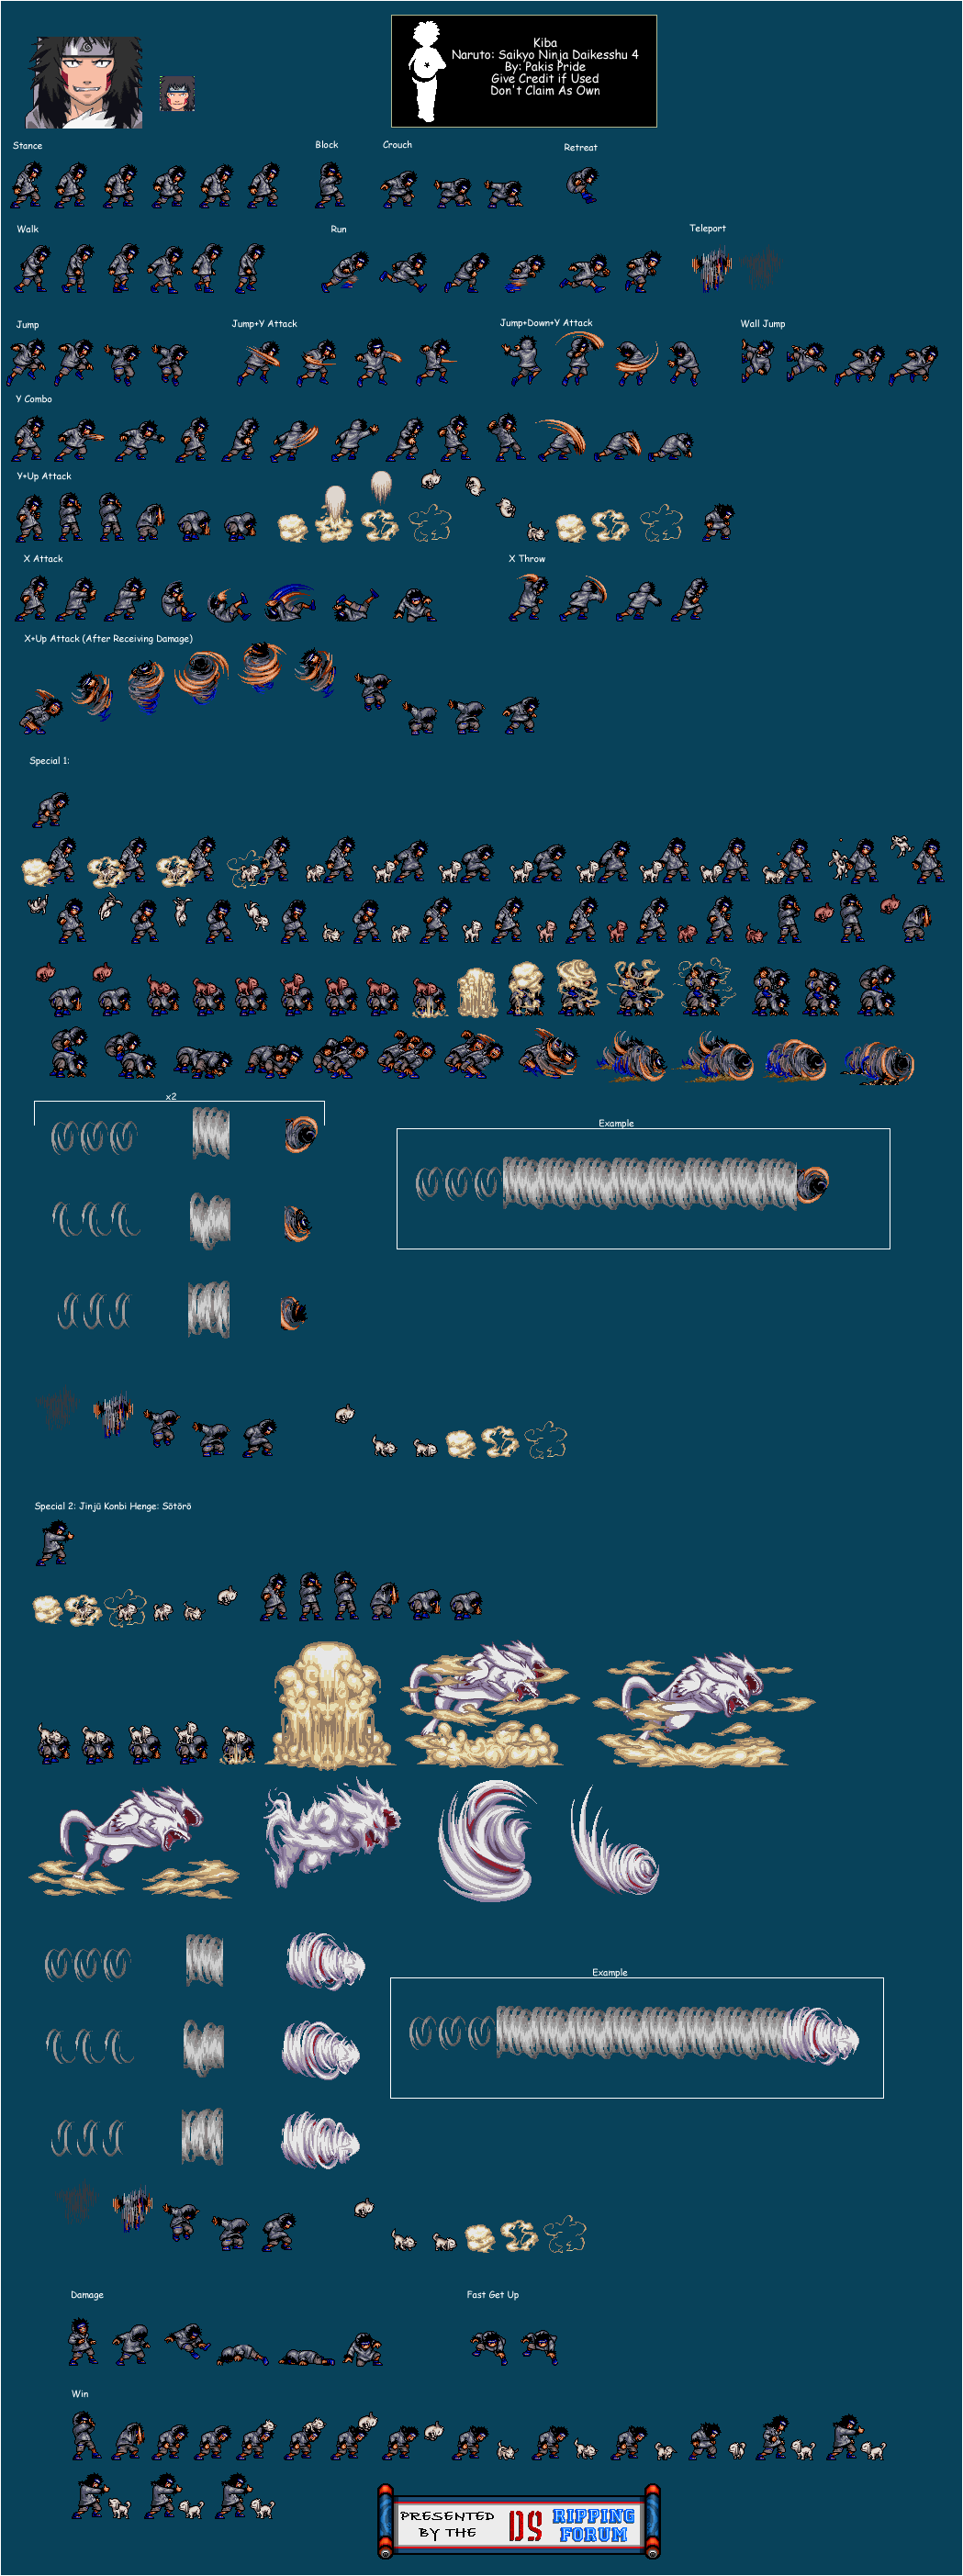 Kiba
Naruto: Saikyo Ninja Daikesshu 4
By: Pakis Pride
Give Credit if Used
Don't Claim As Own
Stance
Block
Crouch
Retreat
Walk
Run
Teleport
Jump
Jump+Y Attack
Jump+Down+Y Attack
Wall Jump
Y Combo
Y+Up Attack
X Attack
X Throw
X+Up Attack (After Receiving Damage)
Special 1:
x2
Example
Special 2: Jinjū Konbi Henge: Sōtōrō
Example
Damage
Fast Get Up
Win
PRESENTED BY THE
DS
RIPPING FORUM